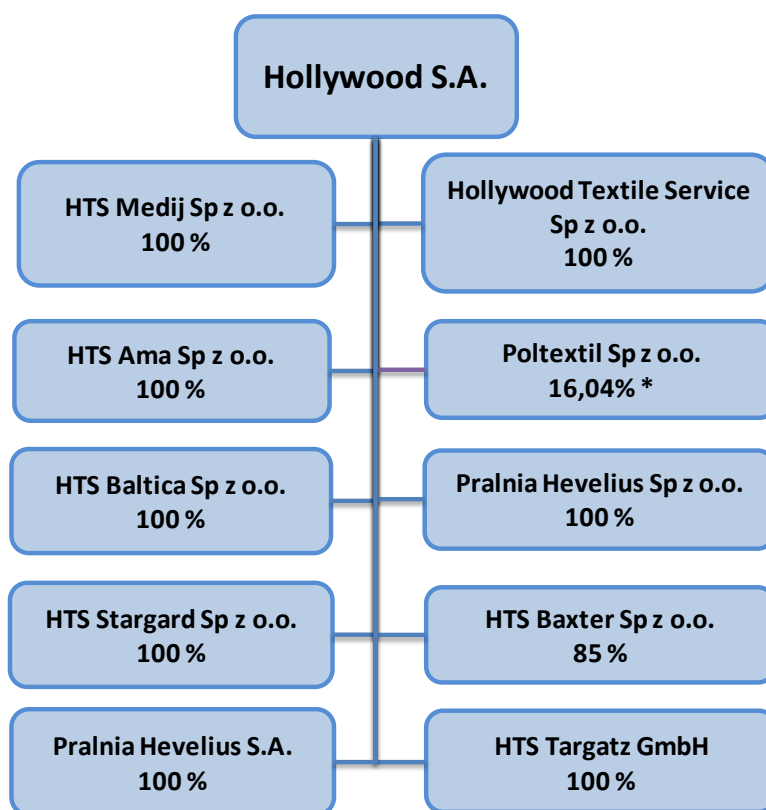 Hollywood S.A.
HTS Medij Sp z o.o.
100 %
Hollywood Textile Service
Sp z o.o.
100 %
HTS Ama Sp z o.o.
100 %
Poltextil Sp z o.o.
16,04% *
HTS Baltica Sp z o.o.
100 %
Pralnia Hevelius Sp z o.o.
100 %
HTS Stargard Sp z o.o.
100 %
HTS Baxter Sp z o.o.
85 %
Pralnia Hevelius S.A.
100 %
HTS Targatz GmbH
100 %